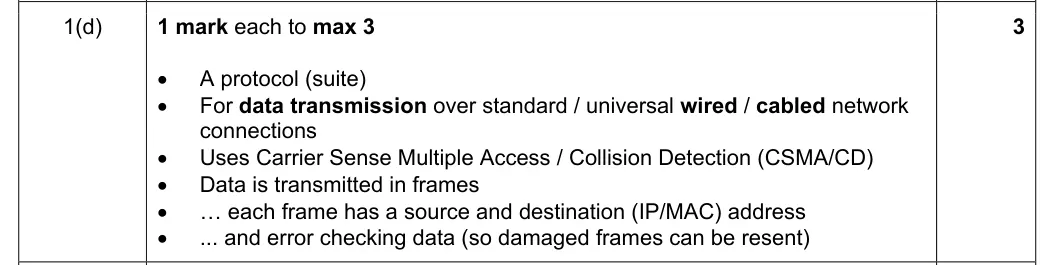 1(d) 1 mark each to max 3 3
• A protocol (suite)
• For data transmission over standard / universal wired / cabled network
connections
• Uses Carrier Sense Multiple Access / Collision Detection (CSMA/CD)
• Data is transmitted in frames
• … each frame has a source and destination (IP/MAC) address
• ... and error checking data (so damaged frames can be resent)